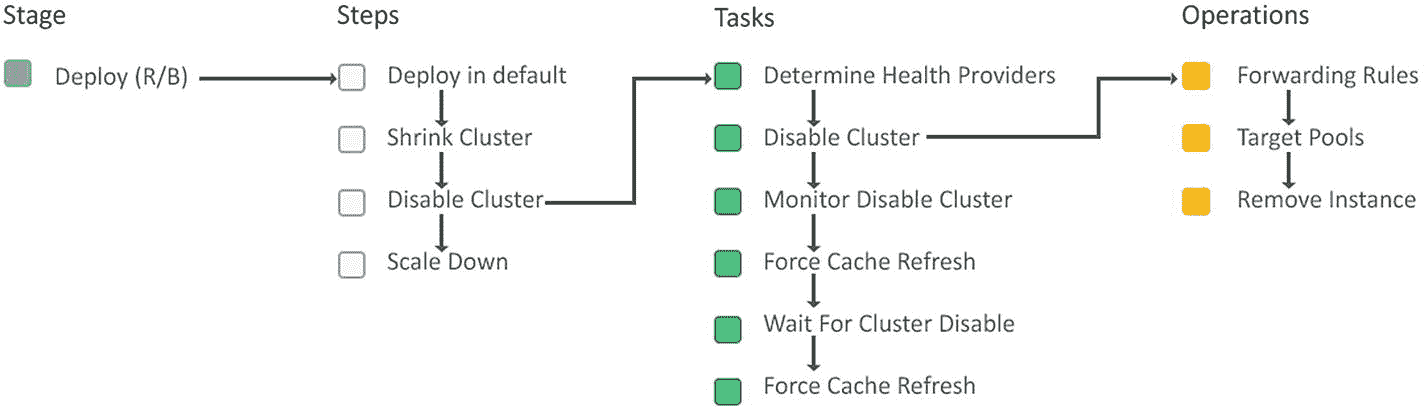 Stage
Deploy (R/B)
Steps
Deploy in default
Shrink Cluster
Disable Cluster
Scale Down
Tasks
Determine Health Providers
Disable Cluster
Monitor Disable Cluster
Force Cache Refresh
Wait For Cluster Disable
Force Cache Refresh
Operations
Forwarding Rules
Target Pools
Remove Instance